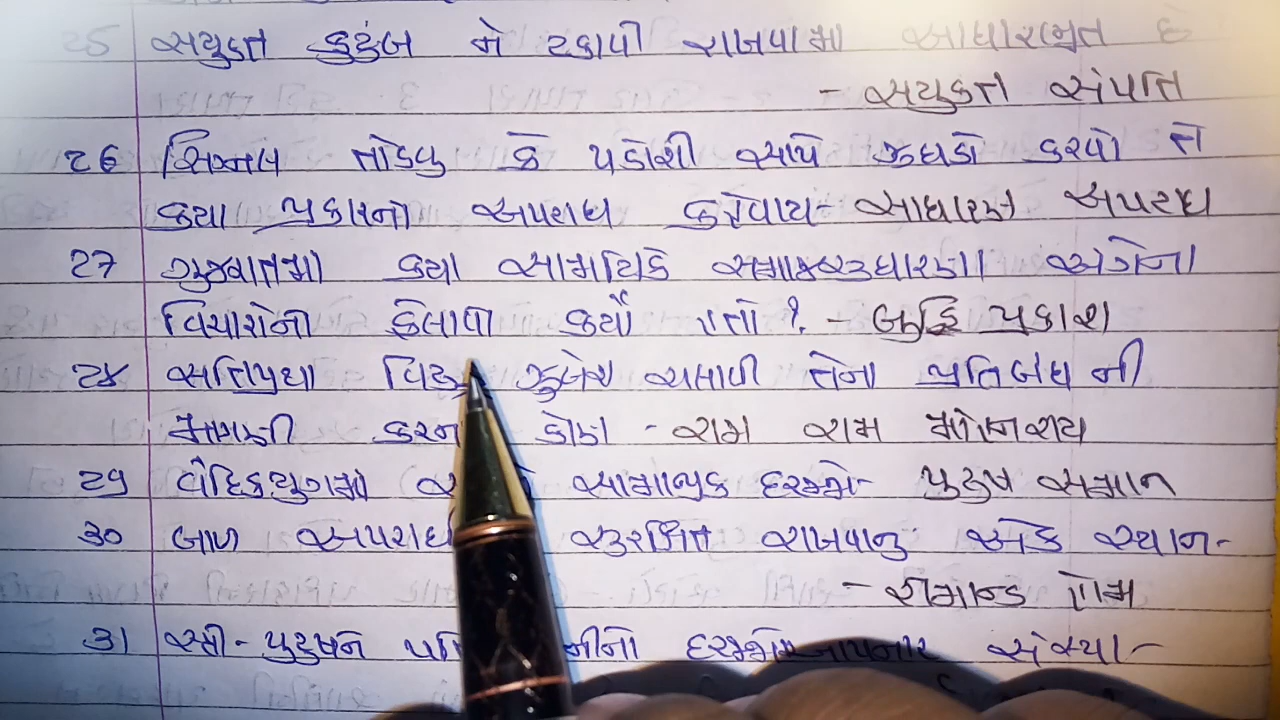 25 સયુક્ત કુટુંબ ને ટકાવી રાખવામા આધારભૂત છે
- સયુકત સંપતિ
26 સિગ્નલ તોડવુ કે પડોશી સાથે ઝઘડો કરવો તે
કયા પ્રકારનો અપરાધ કહેવાય - સાધારણ અપરાધ
27 ગુજરાતમા કયા સામયિકે સમાજસુધારણા અંગેના
વિચારોનો ફેલાવો કર્યો હતો? - બુદ્ધિ પ્રકાશ
28 સતિપ્રથા ઝુંબેશ ચલાવી તેના પ્રતિબંધ ની
માગણી કરનાર કોણ - રામ રામ મોહનરાય
29 વૈદિકયુગમા સામાજીક દરજ્જો - પુરુષ સમાન
30 બાળ સુરક્ષિત રાખવાનુ એક સ્થાન -
- રીમાન્ડ હોમ
31 સ્ત્રી - પુરુષને દરજ્જો આપનાર સંસ્થા -